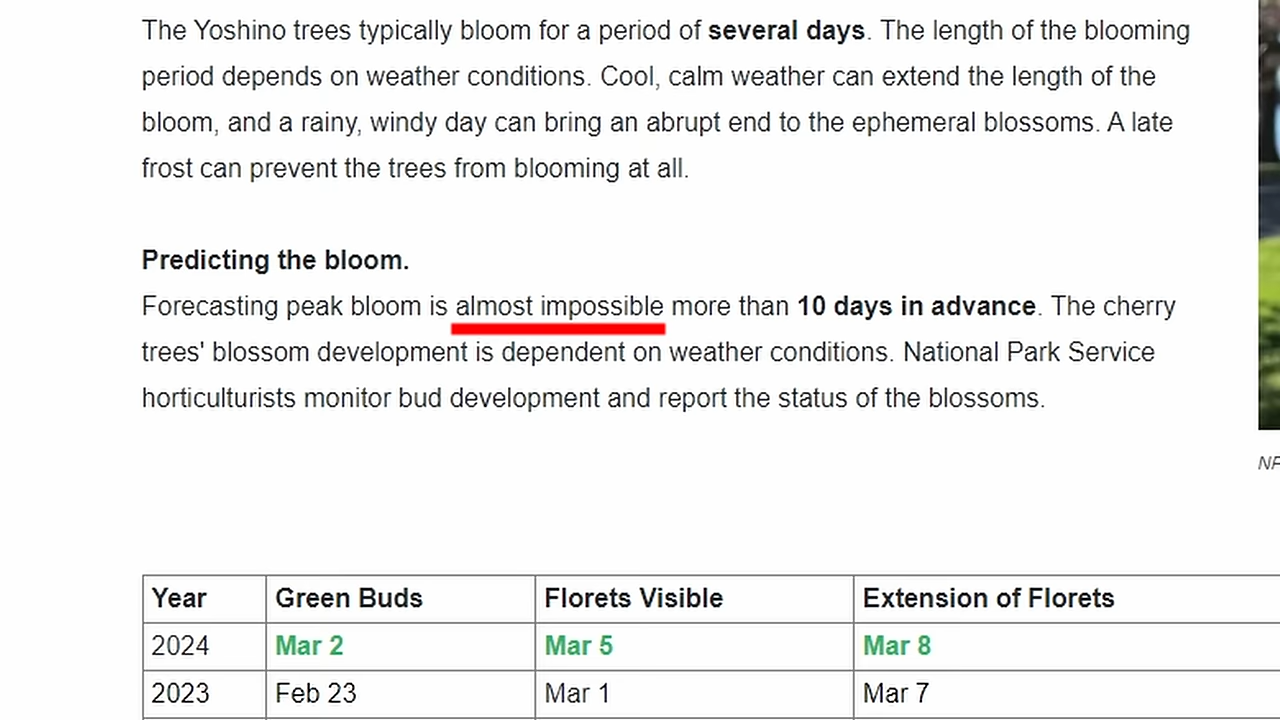 The Yoshino trees typically bloom for a period of several days. The length of the blooming
period depends on weather conditions. Cool, calm weather can extend the length of the
bloom, and a rainy, windy day can bring an abrupt end to the ephemeral blossoms. A late
frost can prevent the trees from blooming at all.
Predicting the bloom.
Forecasting peak bloom is almost impossible more than 10 days in advance. The cherry
trees' blossom development is dependent on weather conditions. National Park Service
horticulturists monitor bud development and report the status of the blossoms.
Year Green Buds Florets Visible Extension of Florets
2024 Mar 2 Mar 5 Mar 8
2023 Feb 23 Mar 1 Mar 7